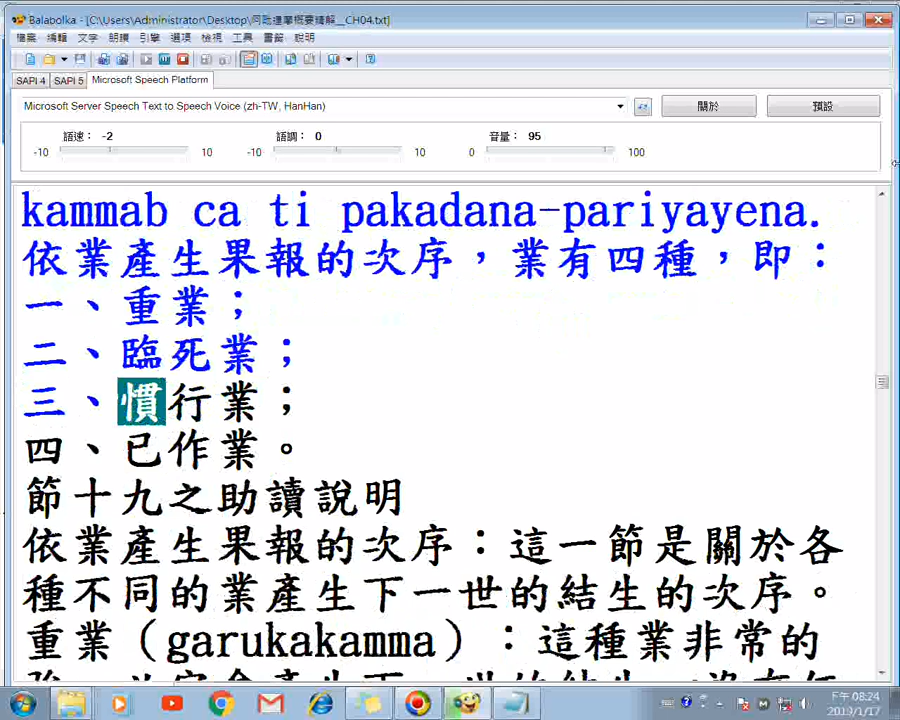 Balabolka - [C:\Users\Administrator\Desktop\阿毗達摩概要精解__CH04.txt]
檔案 編輯 文字 朗讀 引擎 選項 檢視 工具 書籤 說明
SAPI 4 SAPI 5 Microsoft Speech Platform
Microsoft Server Speech Text to Speech Voice (zh-TW, HanHan) 關於 預設
語速： -2 語調： 0 音量： 95
-10 10 -10 10 0 100
kammab ca ti pakadana-pariyayena.
依業產生果報的次序，業有四種，即：
一、重業；
二、臨死業；
三、慣行業；
四、已作業。
節十九之助讀說明
依業產生果報的次序：這一節是關於各
種不同的業產生下一世的結生的次序。
重業（garukakamma）：這種業非常的
下午 08:24
2019/1/17